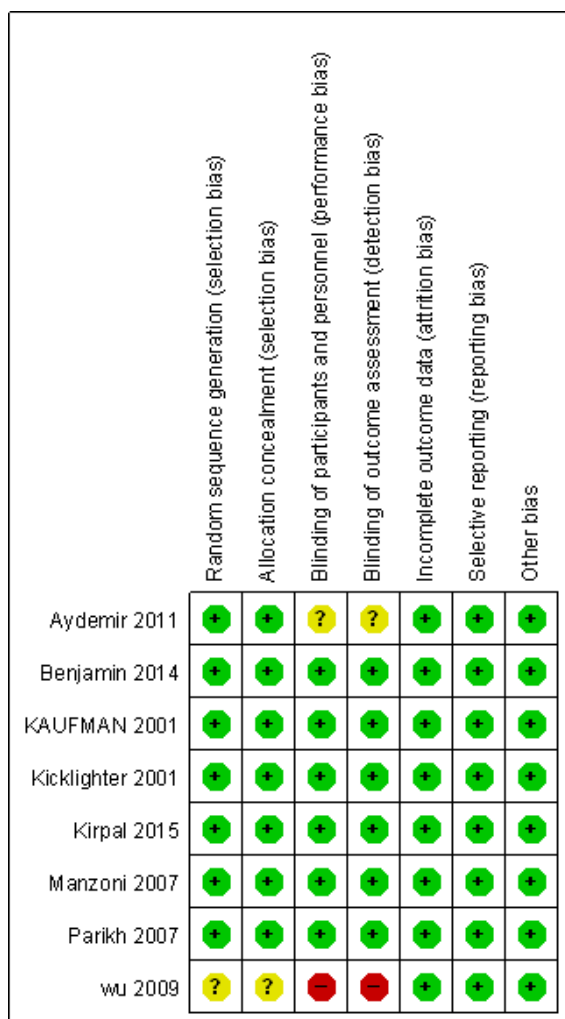 Random sequence generation (selection bias)
Allocation concealment (selection bias)
Blinding of participants and personnel (performance bias)
Blinding of outcome assessment (detection bias)
Incomplete outcome data (attrition bias)
Selective reporting (reporting bias)
Other bias
Aydemir 2011 + + ? ? + + +
Benjamin 2014 + + + + + + +
KAUFMAN 2001 + + + + + + +
Kicklighter 2001 + + + + + + +
Kirpal 2015 + + + + + + +
Manzoni 2007 + + + + + + +
Parikh 2007 + + + + + + +
wu 2009 ? ? − − + + +